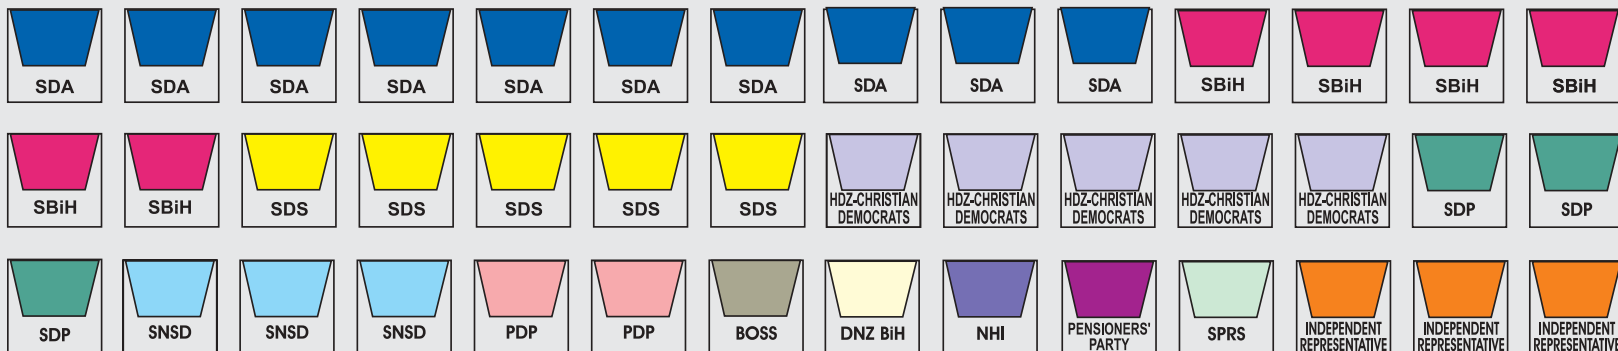 SDA SDA SDA SDA SDA SDA SDA SDA SDA SDA SBiH SBiH SBiH SBiH
SBiH SBiH SDS SDS SDS SDS SDS HDZ-CHRISTIAN HDZ-CHRISTIAN HDZ-CHRISTIAN HDZ-CHRISTIAN HDZ-CHRISTIAN SDP SDP
DEMOCRATS DEMOCRATS DEMOCRATS DEMOCRATS DEMOCRATS
SDP SNSD SNSD SNSD PDP PDP BOSS DNZ BiH NHI PENSIONERS' SPRS INDEPENDENT INDEPENDENT INDEPENDENT
PARTY REPRESENTATIVE REPRESENTATIVE REPRESENTATIVE